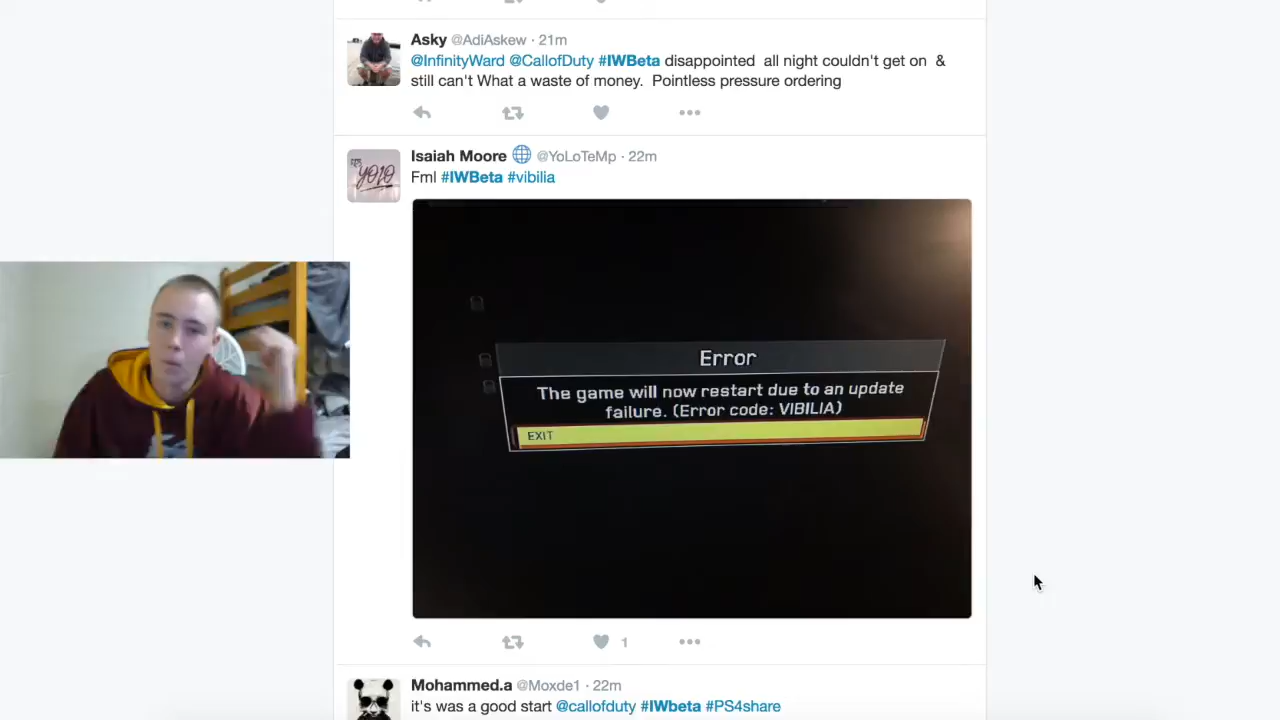 Asky @AdiAskew · 21m
@InfinityWard @CallofDuty #IWBeta disappointed all night couldn't get on &
still can't What a waste of money. Pointless pressure ordering
Isaiah Moore @YoLoTeMp · 22m
Fml #IWBeta #vibilia
YOLO
Error
The game will now restart due to an update
failure. (Error code: VIBILIA)
EXIT
1
Mohammed.a @Moxde1 · 22m
it's was a good start @callofduty #IWbeta #PS4share